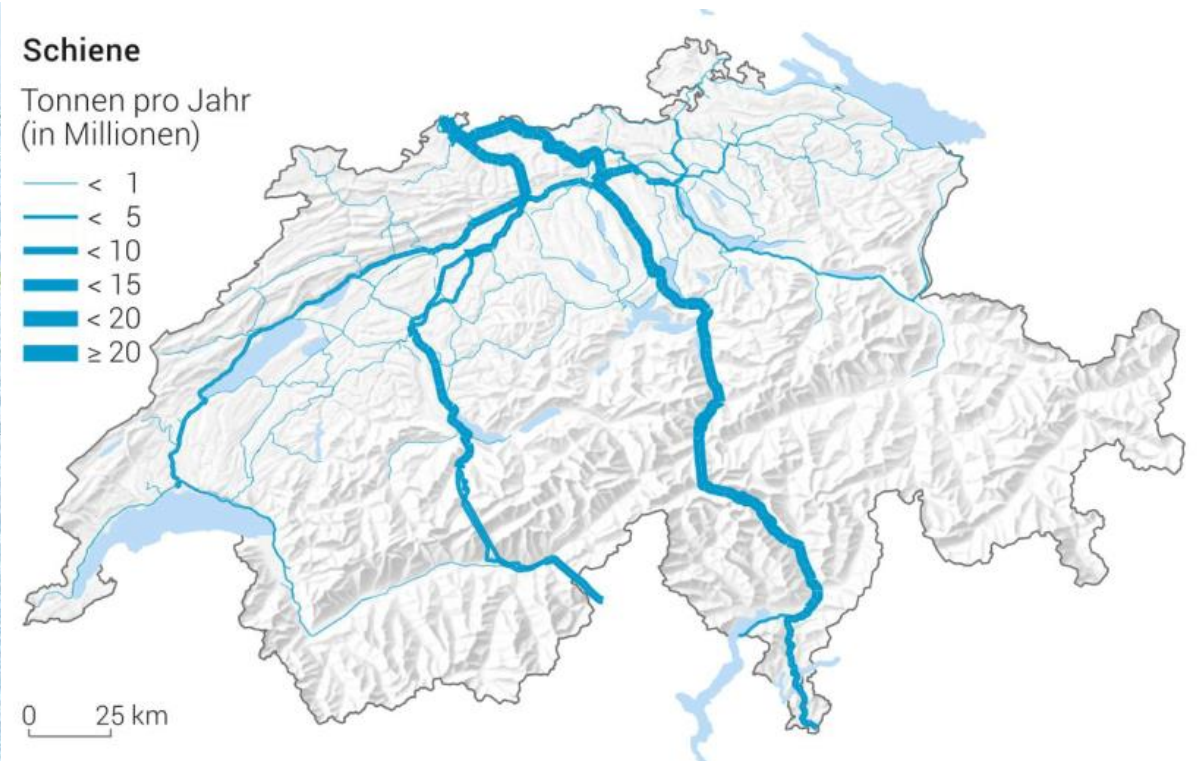 Schiene
Tonnen pro Jahr
(in Millionen)
< 1
< 5
< 10
< 15
< 20
≥ 20
0 25 km